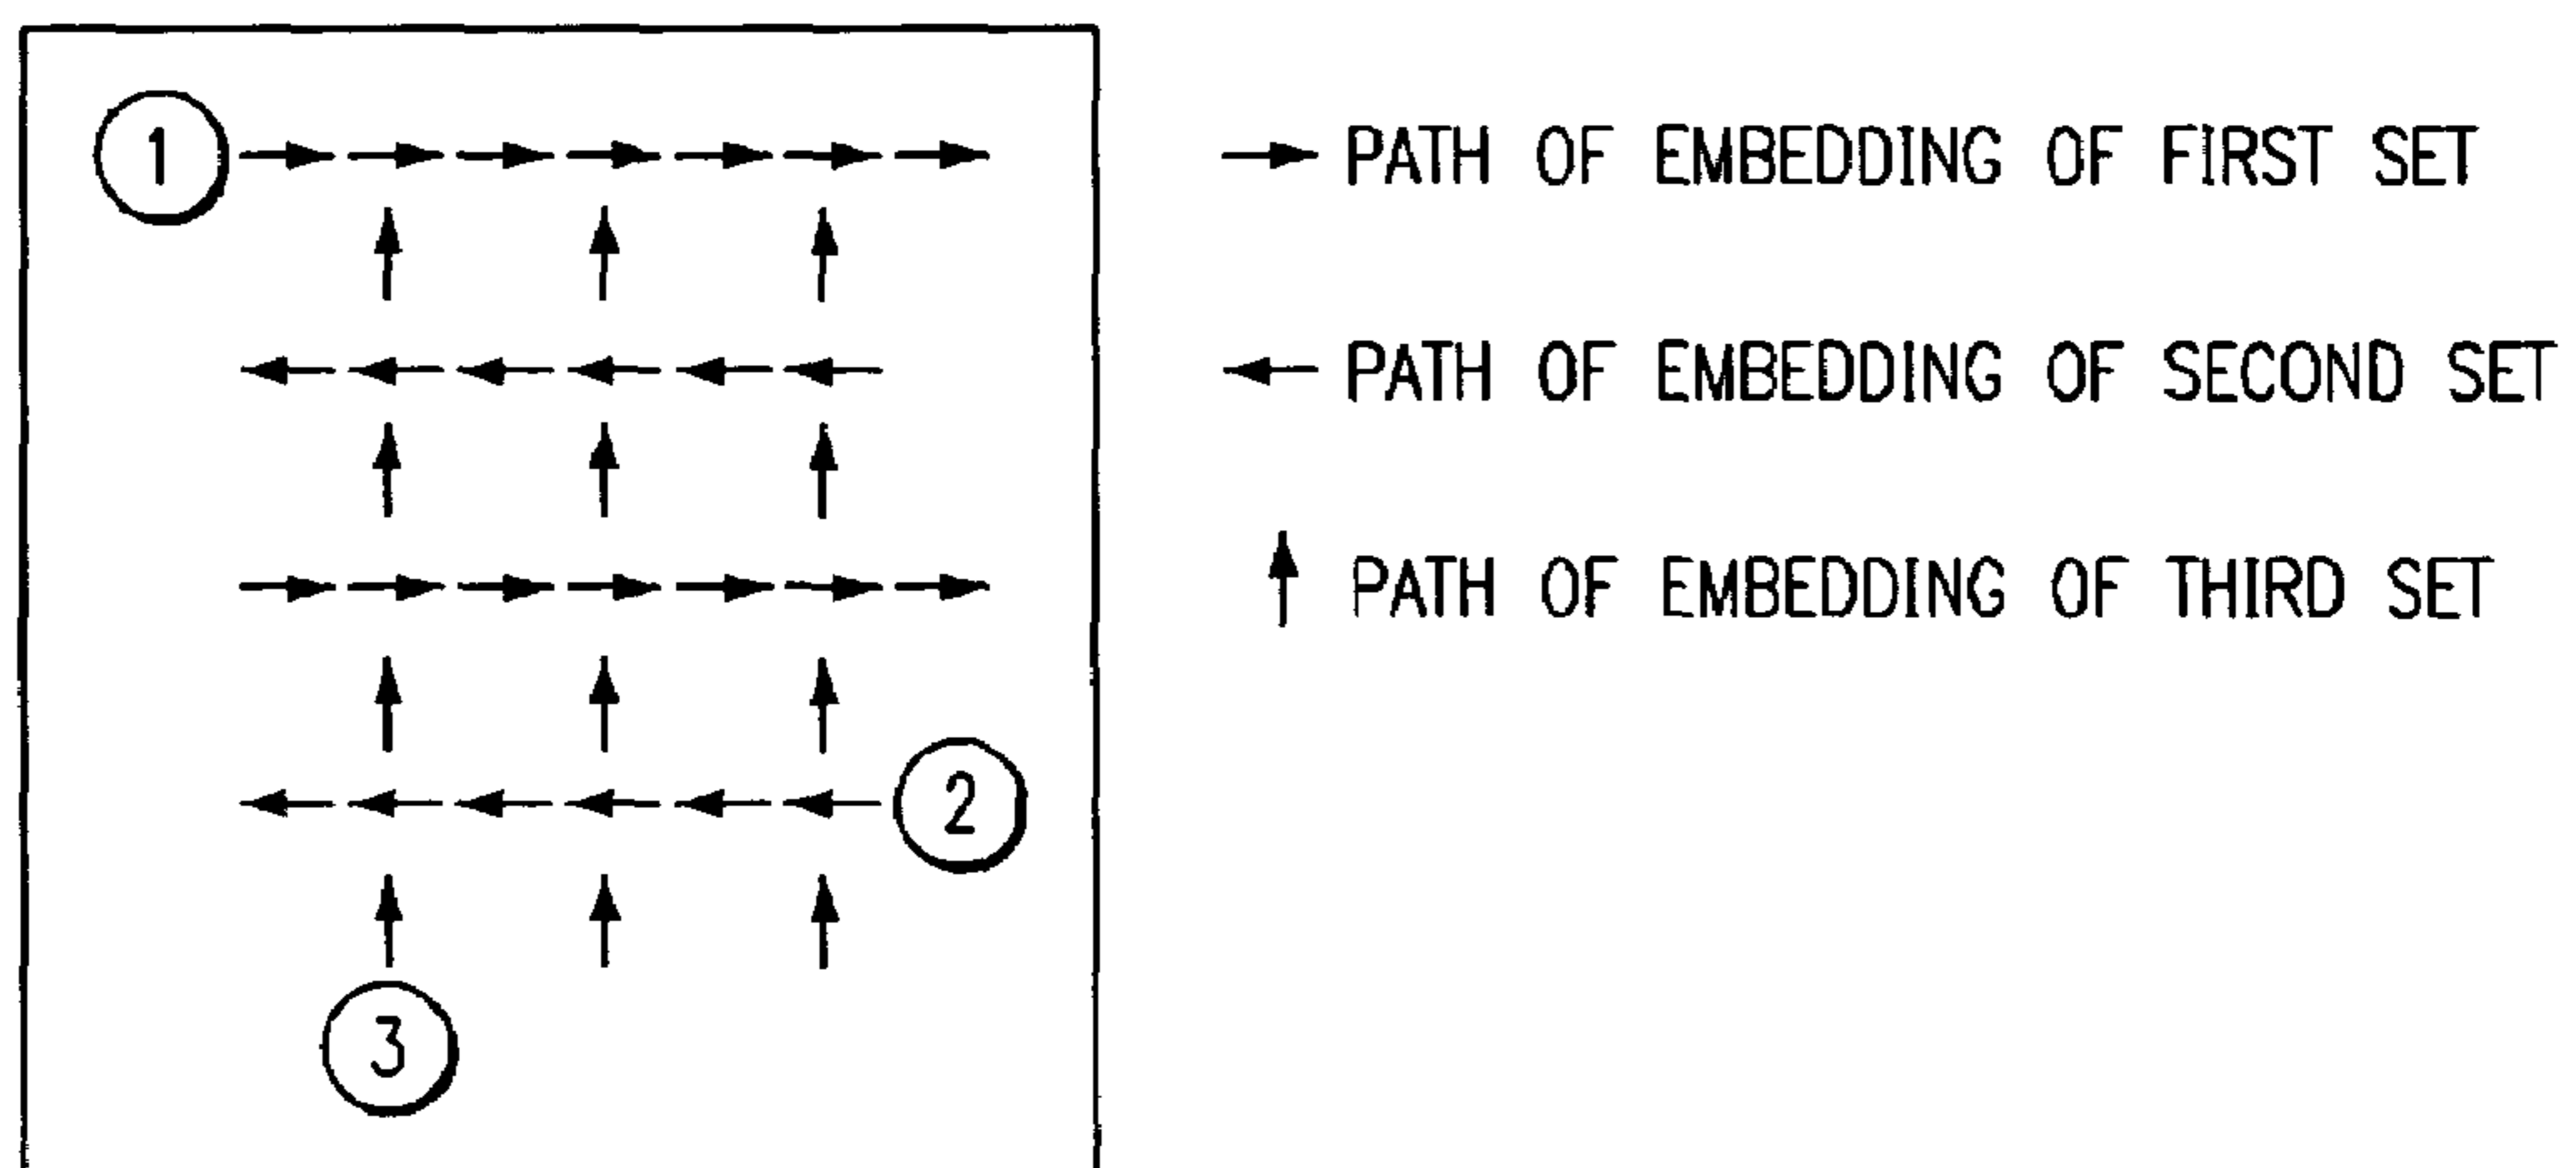 1
PATH OF EMBEDDING OF FIRST SET
PATH OF EMBEDDING OF SECOND SET
PATH OF EMBEDDING OF THIRD SET
2
3